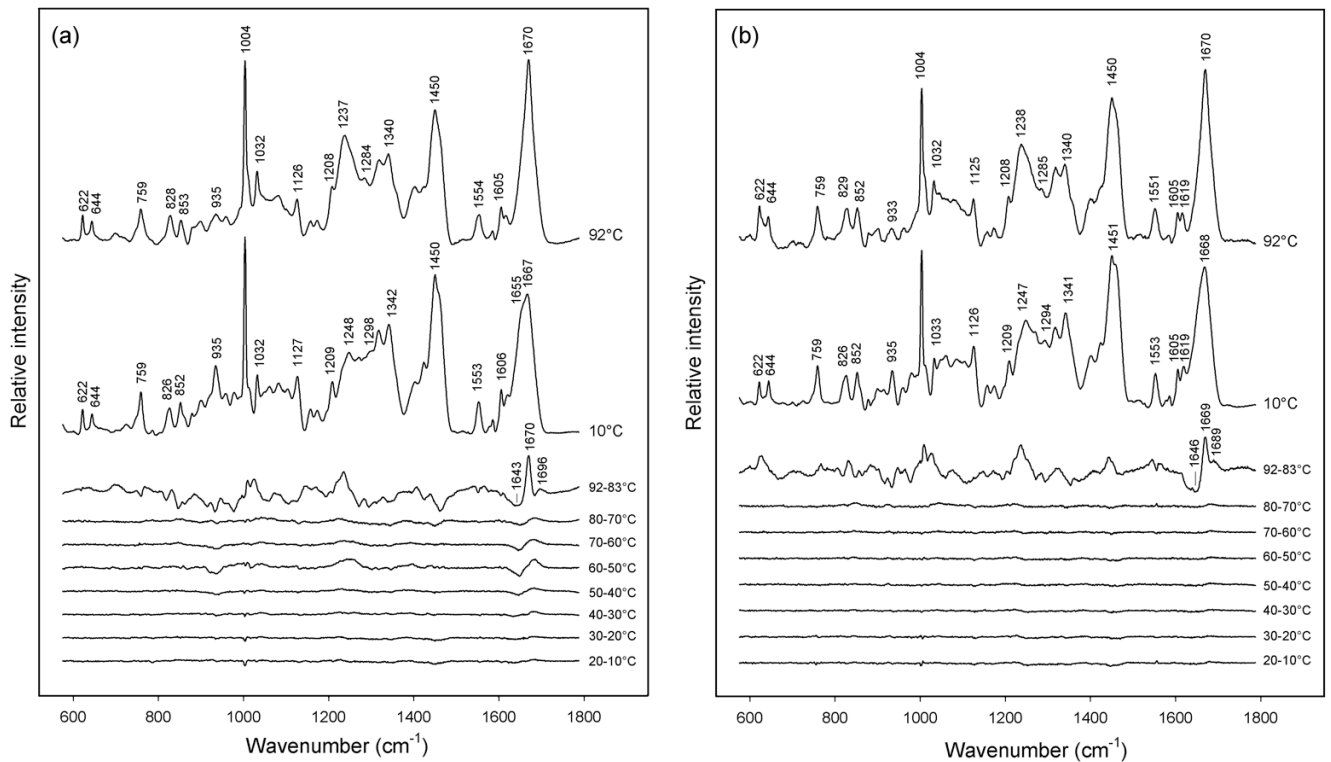 (a)
Relative intensity
622
644
759
828
853
935
1004
1032
1126
1208
1237
1284
1340
1450
1554
1605
1670
92°C
622
644
759
826
852
935
1032
1127
1209
1248
1298
1342
1450
1553
1606
1655
1667
10°C
1643
1670
1696
92-83°C
80-70°C
70-60°C
60-50°C
50-40°C
40-30°C
30-20°C
20-10°C
600 800 1000 1200 1400 1600 1800
Wavenumber (cm⁻¹)
(b)
Relative intensity
622
644
759
829
852
933
1004
1032
1125
1208
1238
1285
1340
1450
1551
1605
1619
1670
92°C
622
644
759
826
852
935
1033
1126
1209
1247
1294
1341
1451
1553
1605
1619
1668
10°C
1646
1669
1689
92-83°C
80-70°C
70-60°C
60-50°C
50-40°C
40-30°C
30-20°C
20-10°C
600 800 1000 1200 1400 1600 1800
Wavenumber (cm⁻¹)